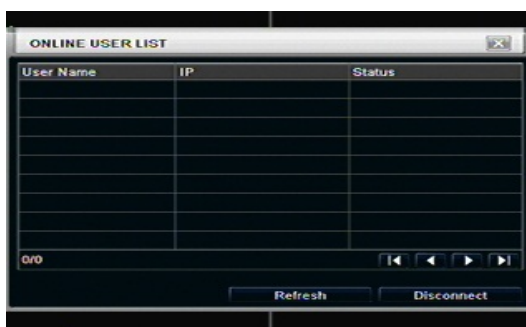 ONLINE USER LIST
User Name IP Status
0/0
Refresh Disconnect